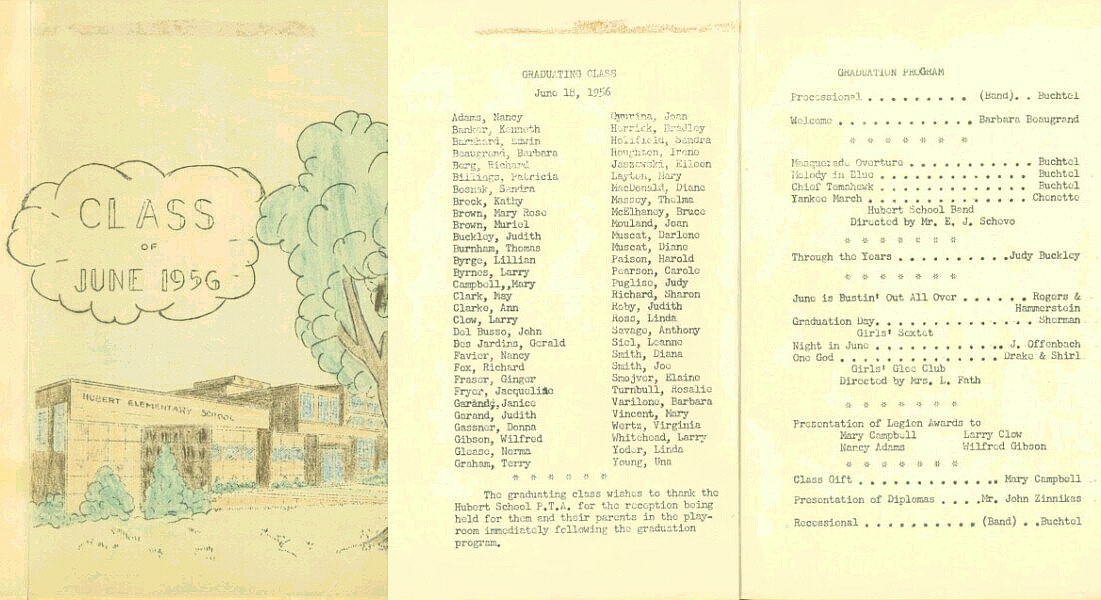 CLASS
OF
JUNE 1956
HUBERT ELEMENTARY SCHOOL
GRADUATING CLASS
June 18, 1956
Adams, Nancy
Banker, Kenneth
Barnhard, Edwin
Beaugrand, Barbara
Berg, Richard
Billings, Patricia
Bosnak, Sandra
Brock, Kathy
Brown, Mary Rose
Brown, Muriel
Buckley, Judith
Burnham, Thomas
Byrge, Lillian
Byrnes, Larry
Campbell,,Mary
Clark, May
Clarke, Ann
Clow, Larry
Del Busso, John
Des Jardins, Gerald
Favier, Nancy
Fox, Richard
Fraser, Ginger
Fryer, Jacqueline
Garand, Janice
Garand, Judith
Gassner, Donna
Gibson, Wilfred
Glease, Norma
Graham, Terry
Joan
Herrick, Bradley
Hollifield, Sandra
Houghton, Irene
Jaszewski, Eileen
Layton, Mary
MacDonald, Diane
Massey, Thelma
McElhaney, Bruce
Mouland, Joan
Muscat, Darlene
Muscat, Diane
Paison, Harold
Pearson, Carole
Puglise, Judy
Richard, Sharon
Roby, Judith
Ross, Linda
Savage, Anthony
Siel, Leanne
Smith, Diana
Smith, Joe
Smojver, Elaine
Turnbull, Rosalie
Varilone, Barbara
Vincent, Mary
Wertz, Virginia
Whitehead, Larry
Yoder, Linda
Young, Una
* * * * * * *
The graduating class wishes to thank the
Hubert School P.T.A. for the reception being
held for them and their parents in the play-
room immediately following the graduation
program.
GRADUATION PROGRAM
Processional . . . . . . . . . (Band). . Buchtel
Welcome . . . . . . . . . . . . Barbara Beaugrand
* * * * * * *
Masquerade Overture . . . . . . . . . . . Buchtel
Melody in Blue . . . . . . . . . . . . . Buchtel
Chief Tomahawk . . . . . . . . . . . . . Buchtel
Yankee March . . . . . . . . . . . . . . Chenette
Hubert School Band
Directed by Mr. E. J. Schevo
* * * * * * *
Through the Years . . . . . . . . . .Judy Buckley
* * * * * * *
June is Bustin' Out All Over . . . . . . Rogers &
Hammerstein
Graduation Day. . . . . . . . . . . . . . Sherman
Girls' Sextet
Night in June . . . . . . . . . . . .J. Offenbach
One God . . . . . . . . . . . . . . Drake & Shirl
Girls' Glee Club
Directed by Mrs. L. Fath
* * * * * * *
Presentation of Legion Awards to
Mary Campbell Larry Clow
Nancy Adams Wilfred Gibson
* * * * * * *
Class Gift . . . . . . . . . . . . .Mary Campbell
Presentation of Diplomas . . . .Mr. John Zinnikas
Recessional . . . . . . . . . . (Band) . .Buchtel